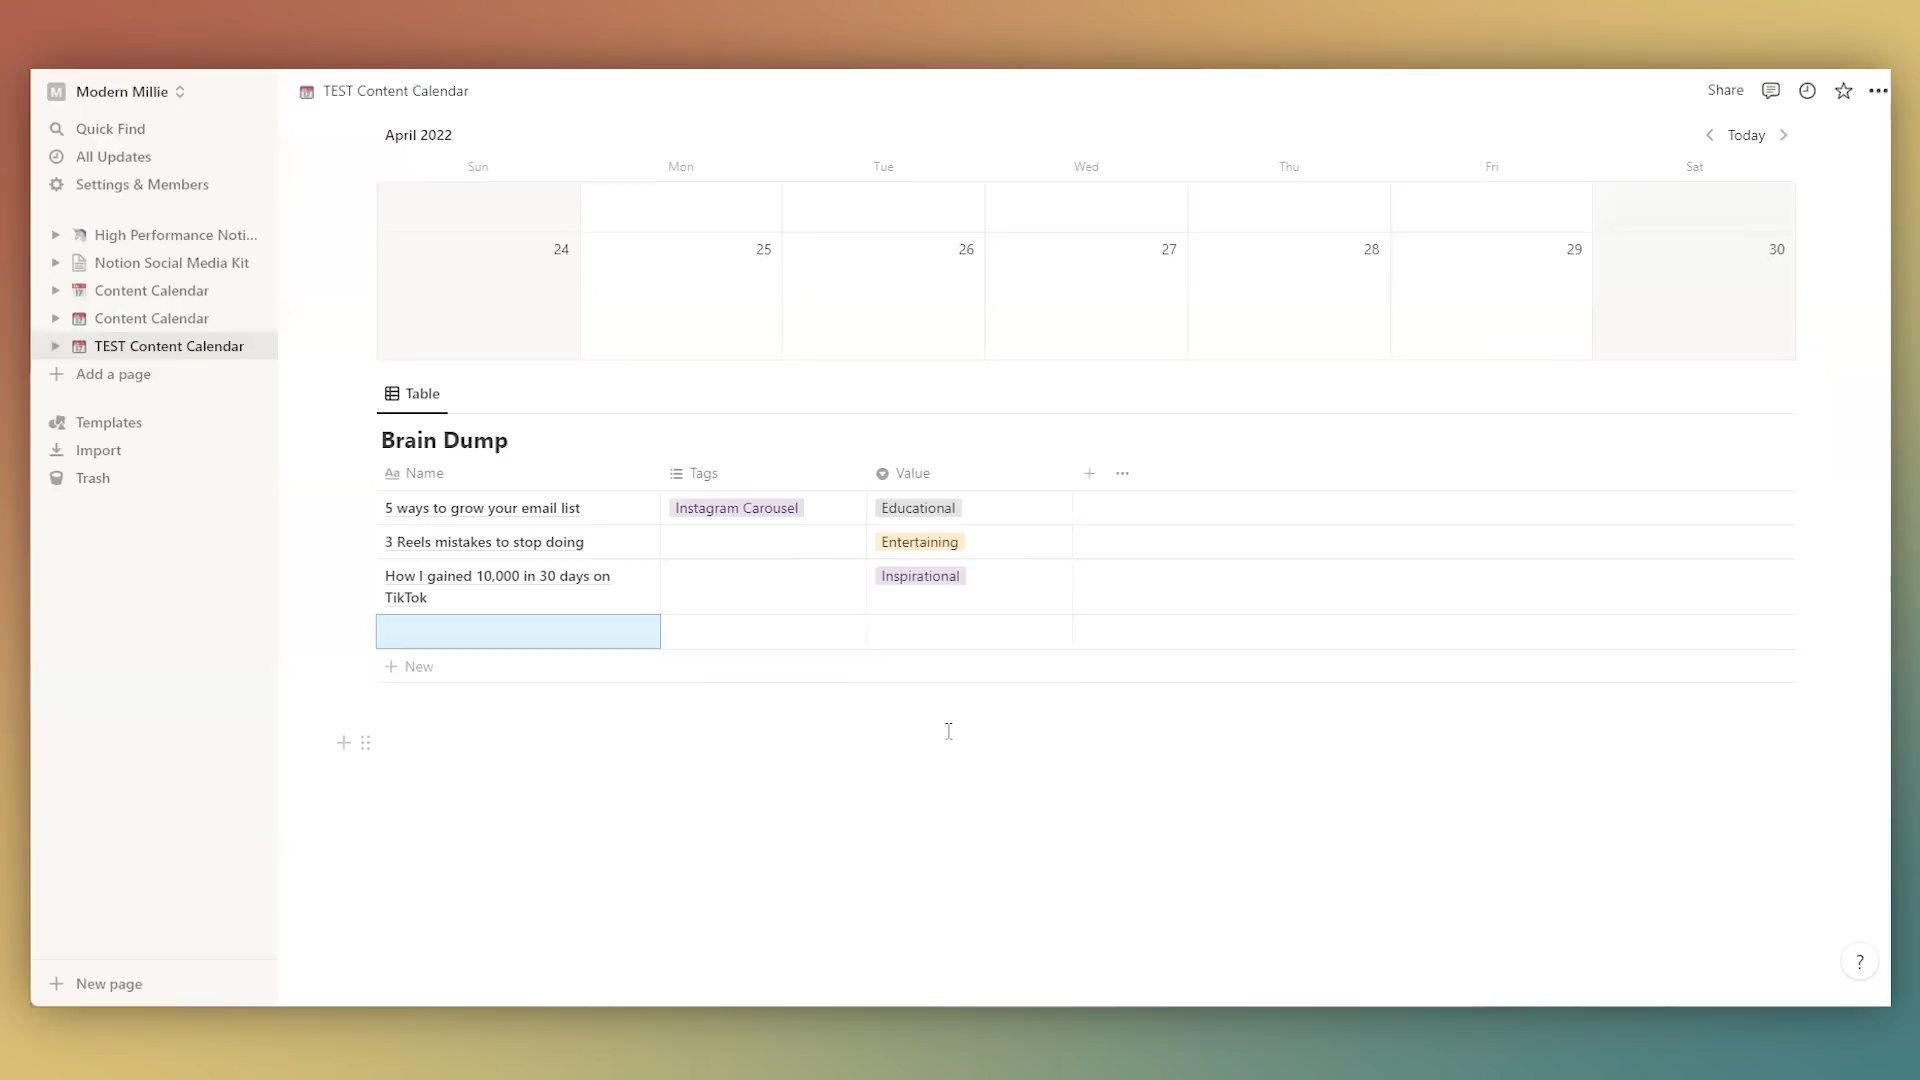 M Modern Millie
Quick Find
All Updates
Settings & Members
High Performance Noti...
Notion Social Media Kit
Content Calendar
Content Calendar
TEST Content Calendar
Add a page
Templates
Import
Trash
New page
TEST Content Calendar
Share
April 2022
Today
Sun Mon Tue Wed Thu Fri Sat
24 25 26 27 28 29 30
Table
Brain Dump
Aa Name Tags Value
5 ways to grow your email list Instagram Carousel Educational
3 Reels mistakes to stop doing Entertaining
How I gained 10,000 in 30 days on Inspirational
TikTok
New
?